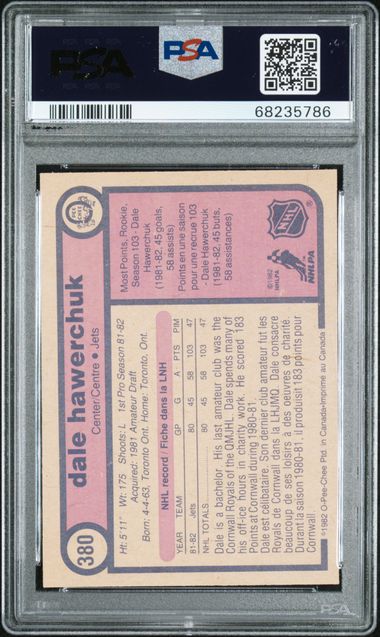 PSA
PSA
68235786
380
O-PEE-CHEE
dale hawerchuk
Center/Centre • Jets
Ht: 5'11" Wt: 175 Shoots: L 1st Pro Season 81-82
Acquired: 1981 Amateur Draft
Born: 4-4-63, Toronto Ont. Home: Toronto, Ont.
NHL record / Fiche dans la LNH
YEAR TEAM GP G A PTS PIM
81-82 Jets 80 45 58 103 47
NHL TOTALS 80 45 58 103 47
Dale is a bachelor. His last amateur club was the
Cornwall Royals of the QMJHL. Dale spends many of
his off-ice hours in charity work. He scored 183
Points at Cornwall during 1980-81.
Dale est célibataire. Son dernier club amateur fut les
Royals de Cornwall dans la LHJMQ. Dale consacre
beaucoup de ses loisirs à des oeuvres de charité.
Durant la saison 1980-81, il produisit 183 points pour
Cornwall.
Most Points, Rookie,
Season 103 - Dale
Hawerchuk
(1981-82, 45 goals,
58 assists)
Points en une saison
pour une recrue 103
- Dale Hawerchuk
(1981-82, 45 buts,
58 assistances)
©1982
NHLPA
NHLPA
NHL
®
©1982 O-Pee-Chee Ptd. in Canada-Imprimé au Canada